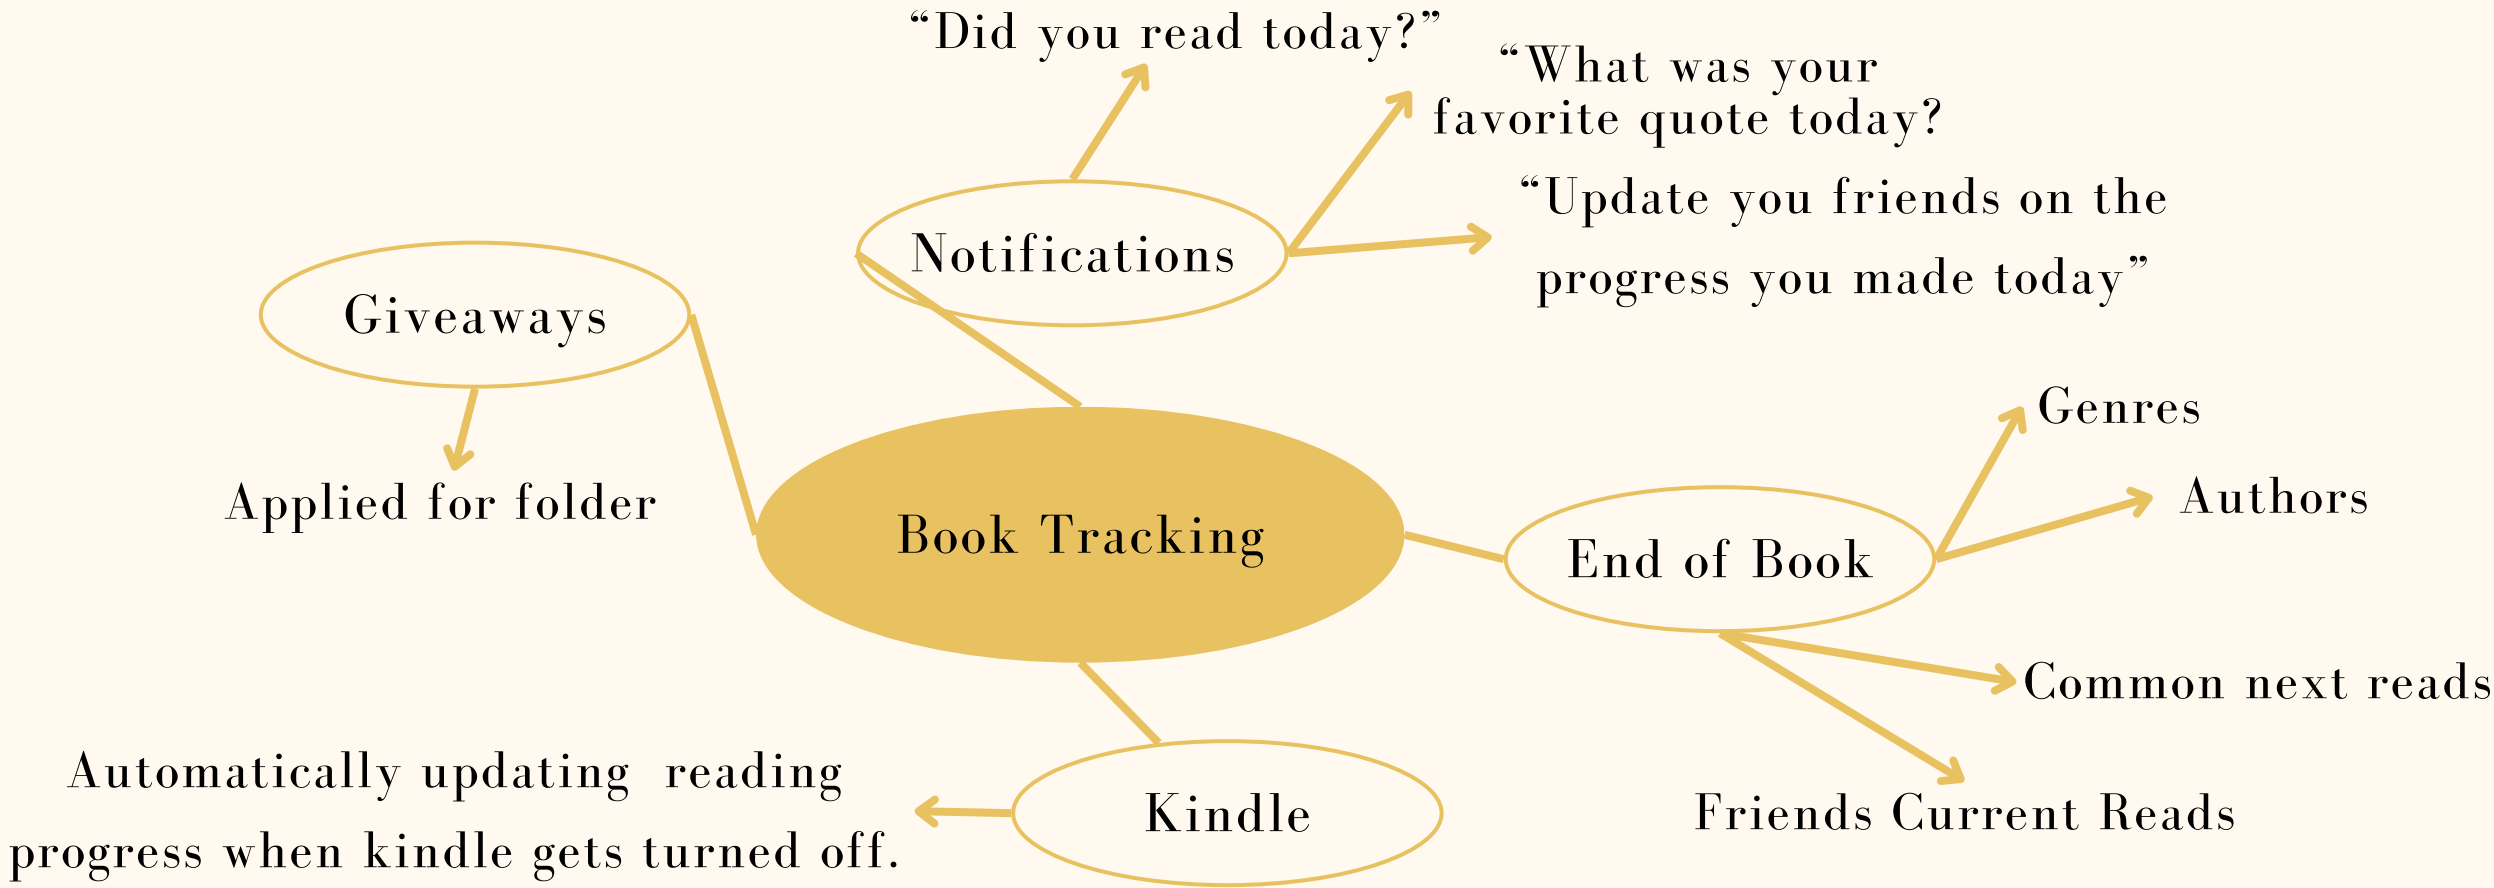 “Did you read today?”
“What was your
favorite quote today?
“Update you friends on the
progress you made today”
Notifications
Giveaways
Applied for folder
Book Tracking
Genres
Authors
End of Book
Common next reads
Friends Current Reads
Kindle
Automatically updating reading
progress when kindle gets turned off.